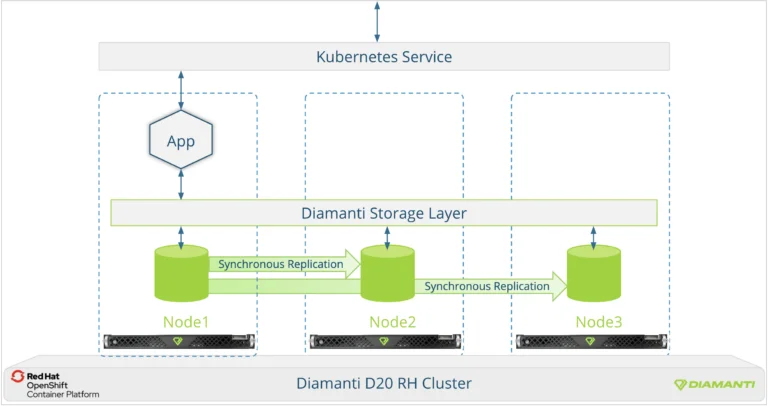 Kubernetes Service
App
Diamanti Storage Layer
Synchronous Replication
Synchronous Replication
Node1
Node2
Node3
Red Hat
OpenShift
Container Platform
Diamanti D20 RH Cluster
DIAMANTI